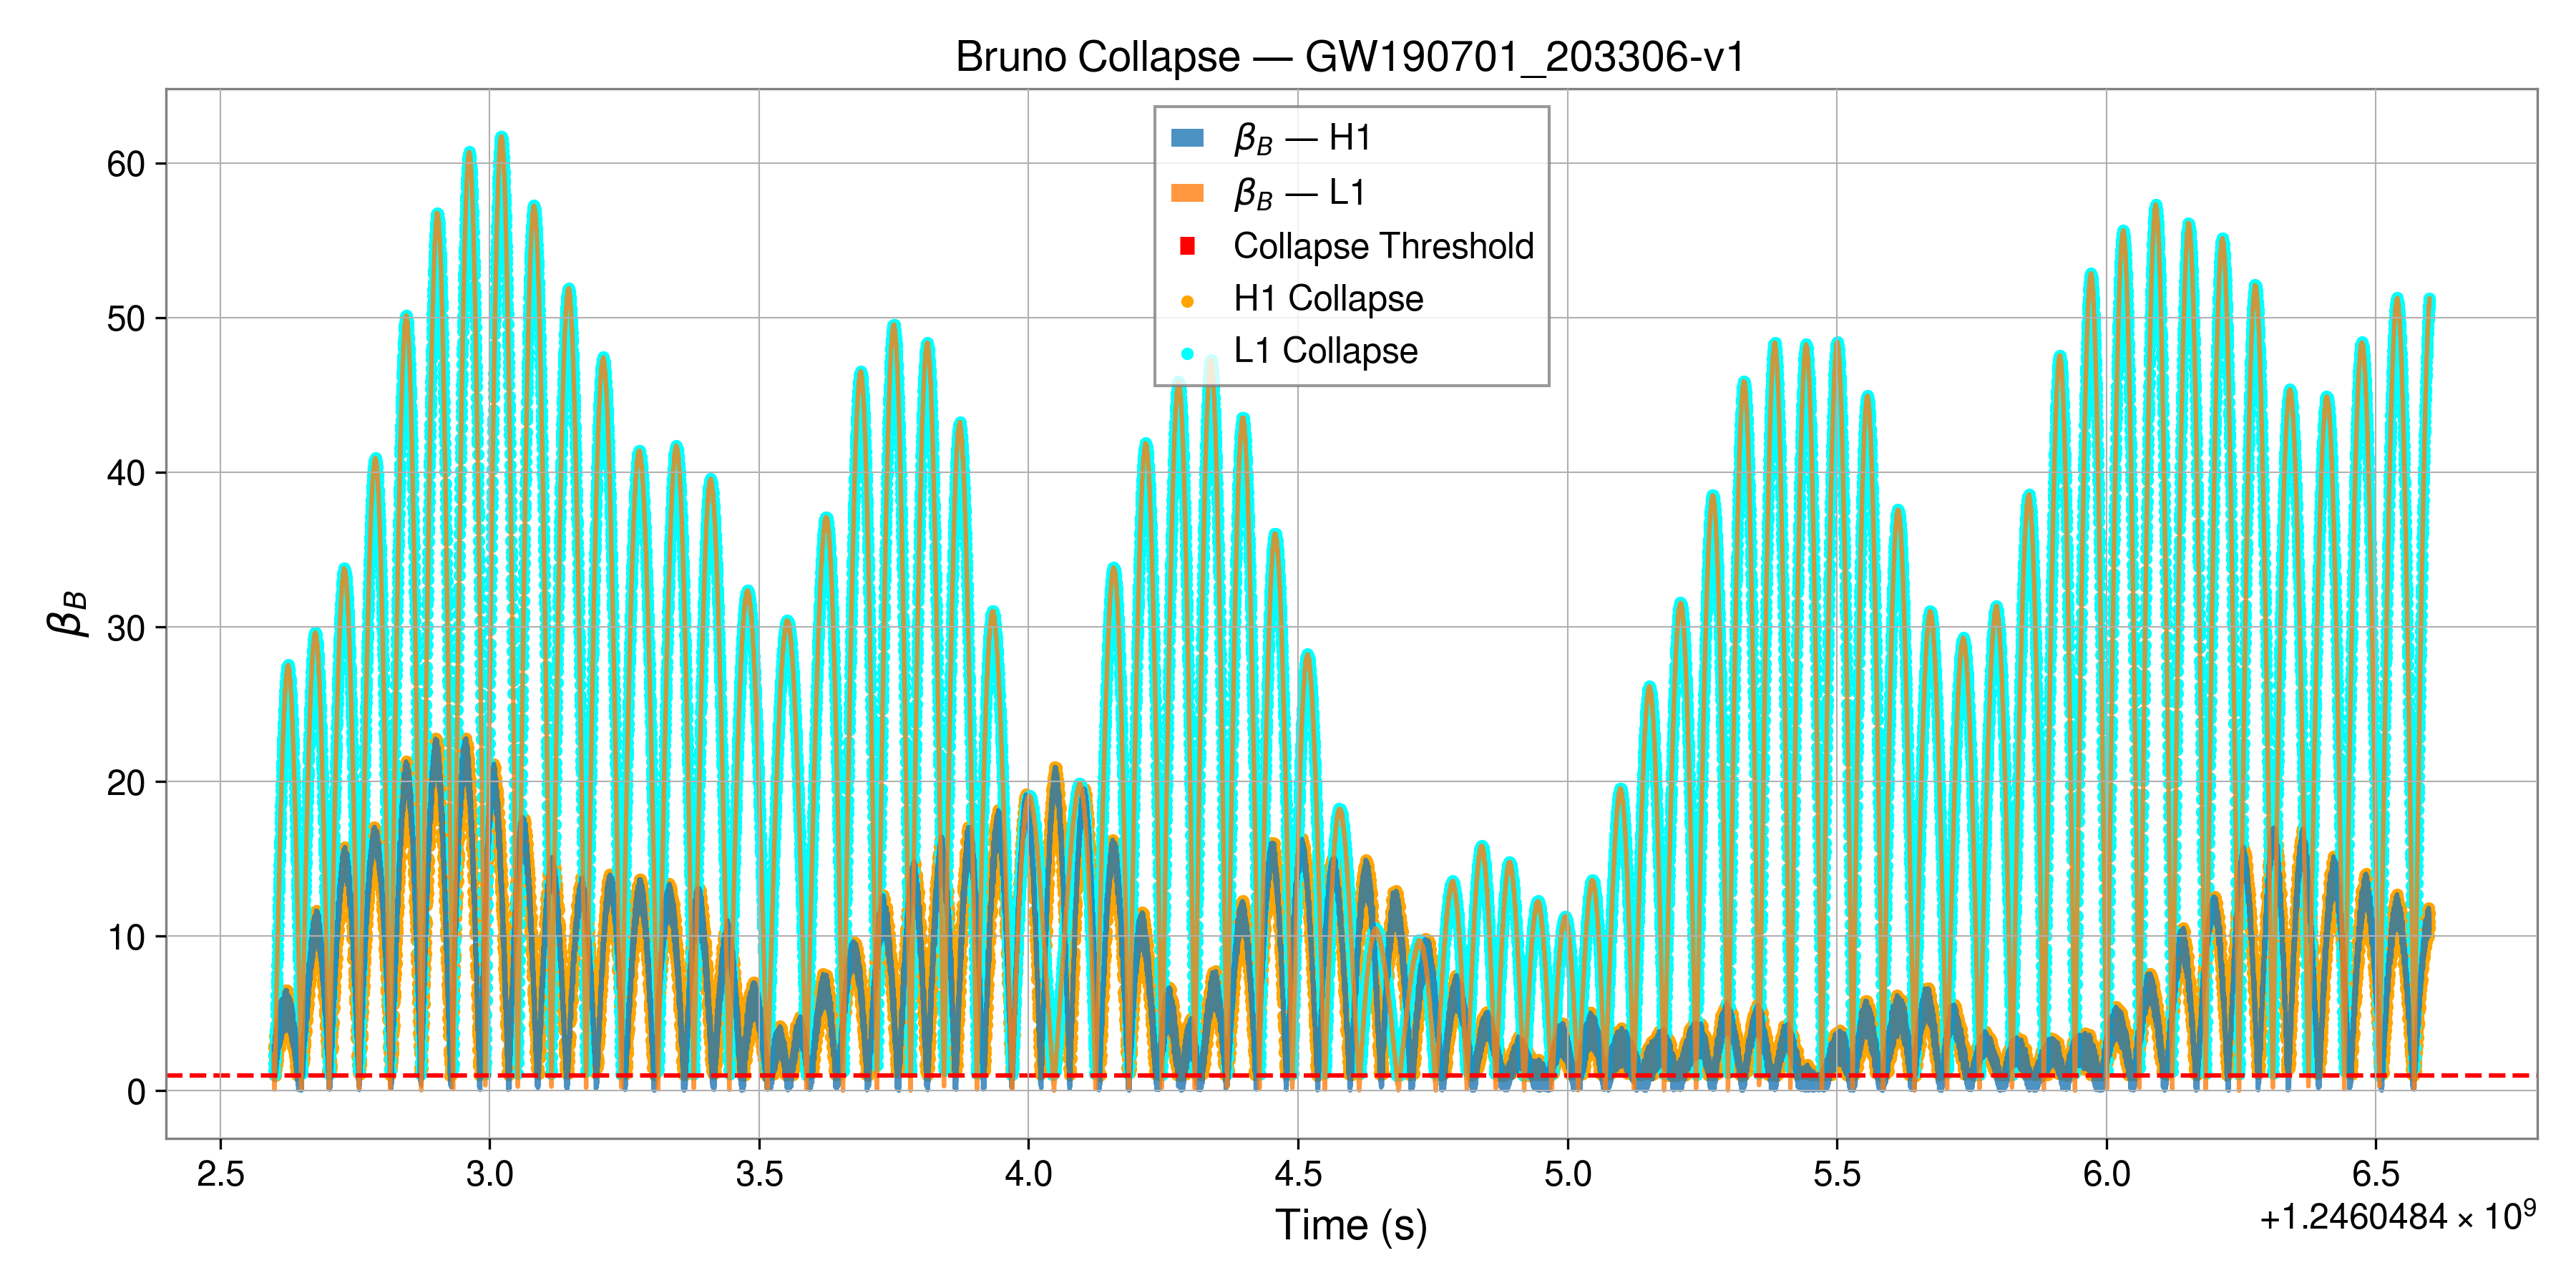 Bruno Collapse — GW190701_203306-v1
β_B — H1
β_B — L1
Collapse Threshold
H1 Collapse
L1 Collapse
β_B
60
50
40
30
20
10
0
2.5 3.0 3.5 4.0 4.5 5.0 5.5 6.0 6.5
+1.2460484 × 10⁹
Time (s)